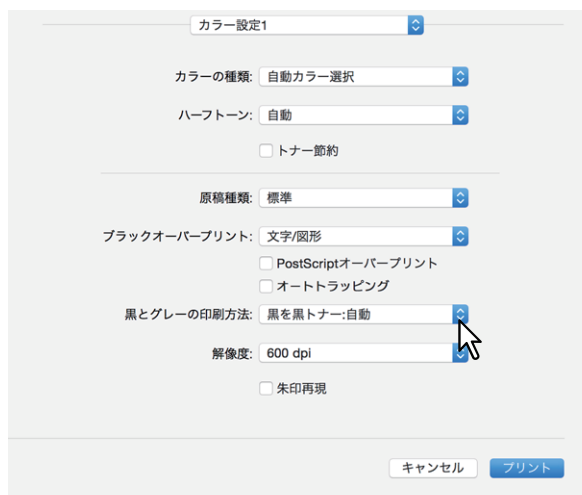 カラー設定1
カラーの種類: 自動カラー選択
ハーフトーン: 自動
トナー節約
原稿種類: 標準
ブラックオーバープリント: 文字/図形
PostScriptオーバープリント
オートトラッピング
黒とグレーの印刷方法: 黒を黒トナー:自動
解像度: 600 dpi
朱印再現
キャンセル プリント